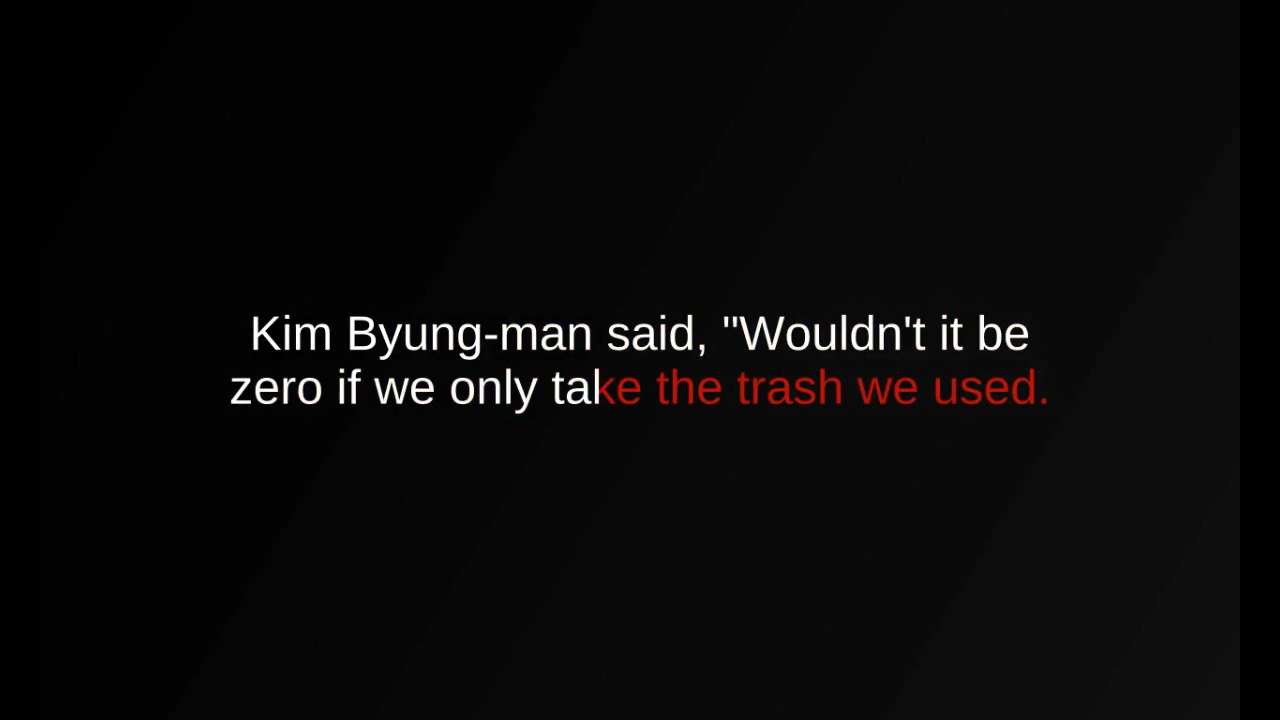 Kim Byung-man said, "Wouldn't it be
zero if we only take the trash we used.